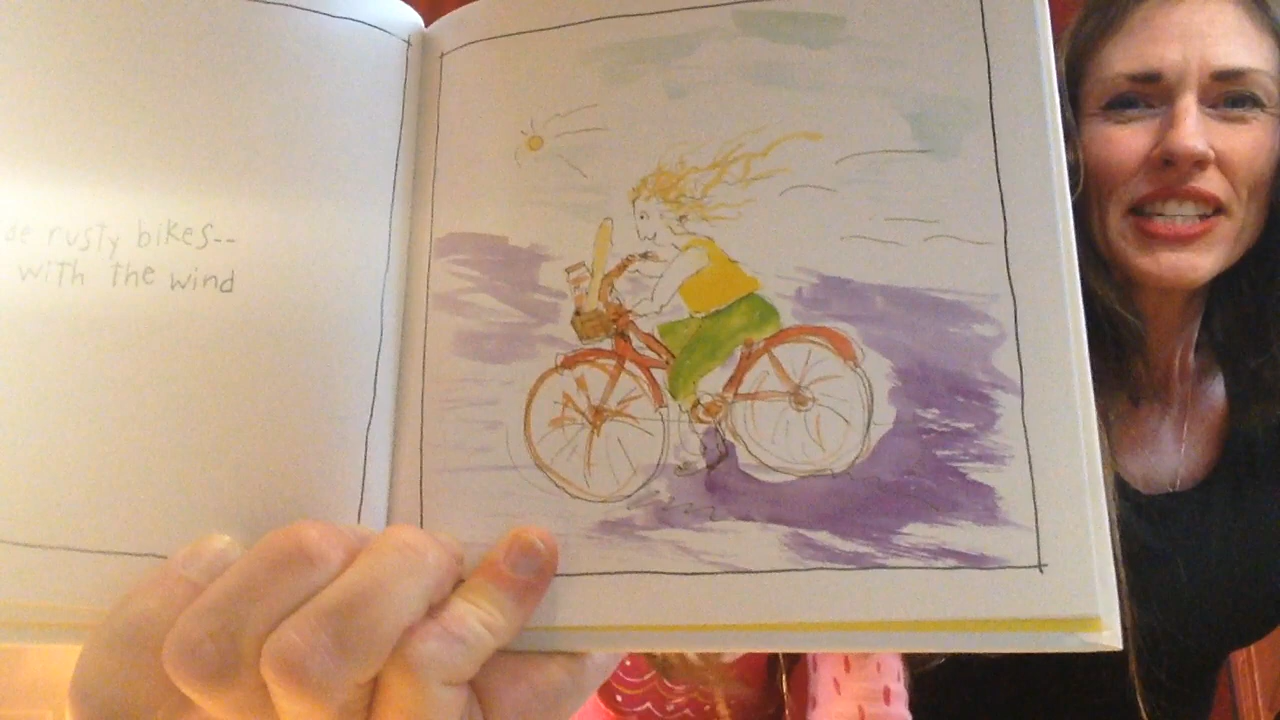 rusty bikes--
with the wind